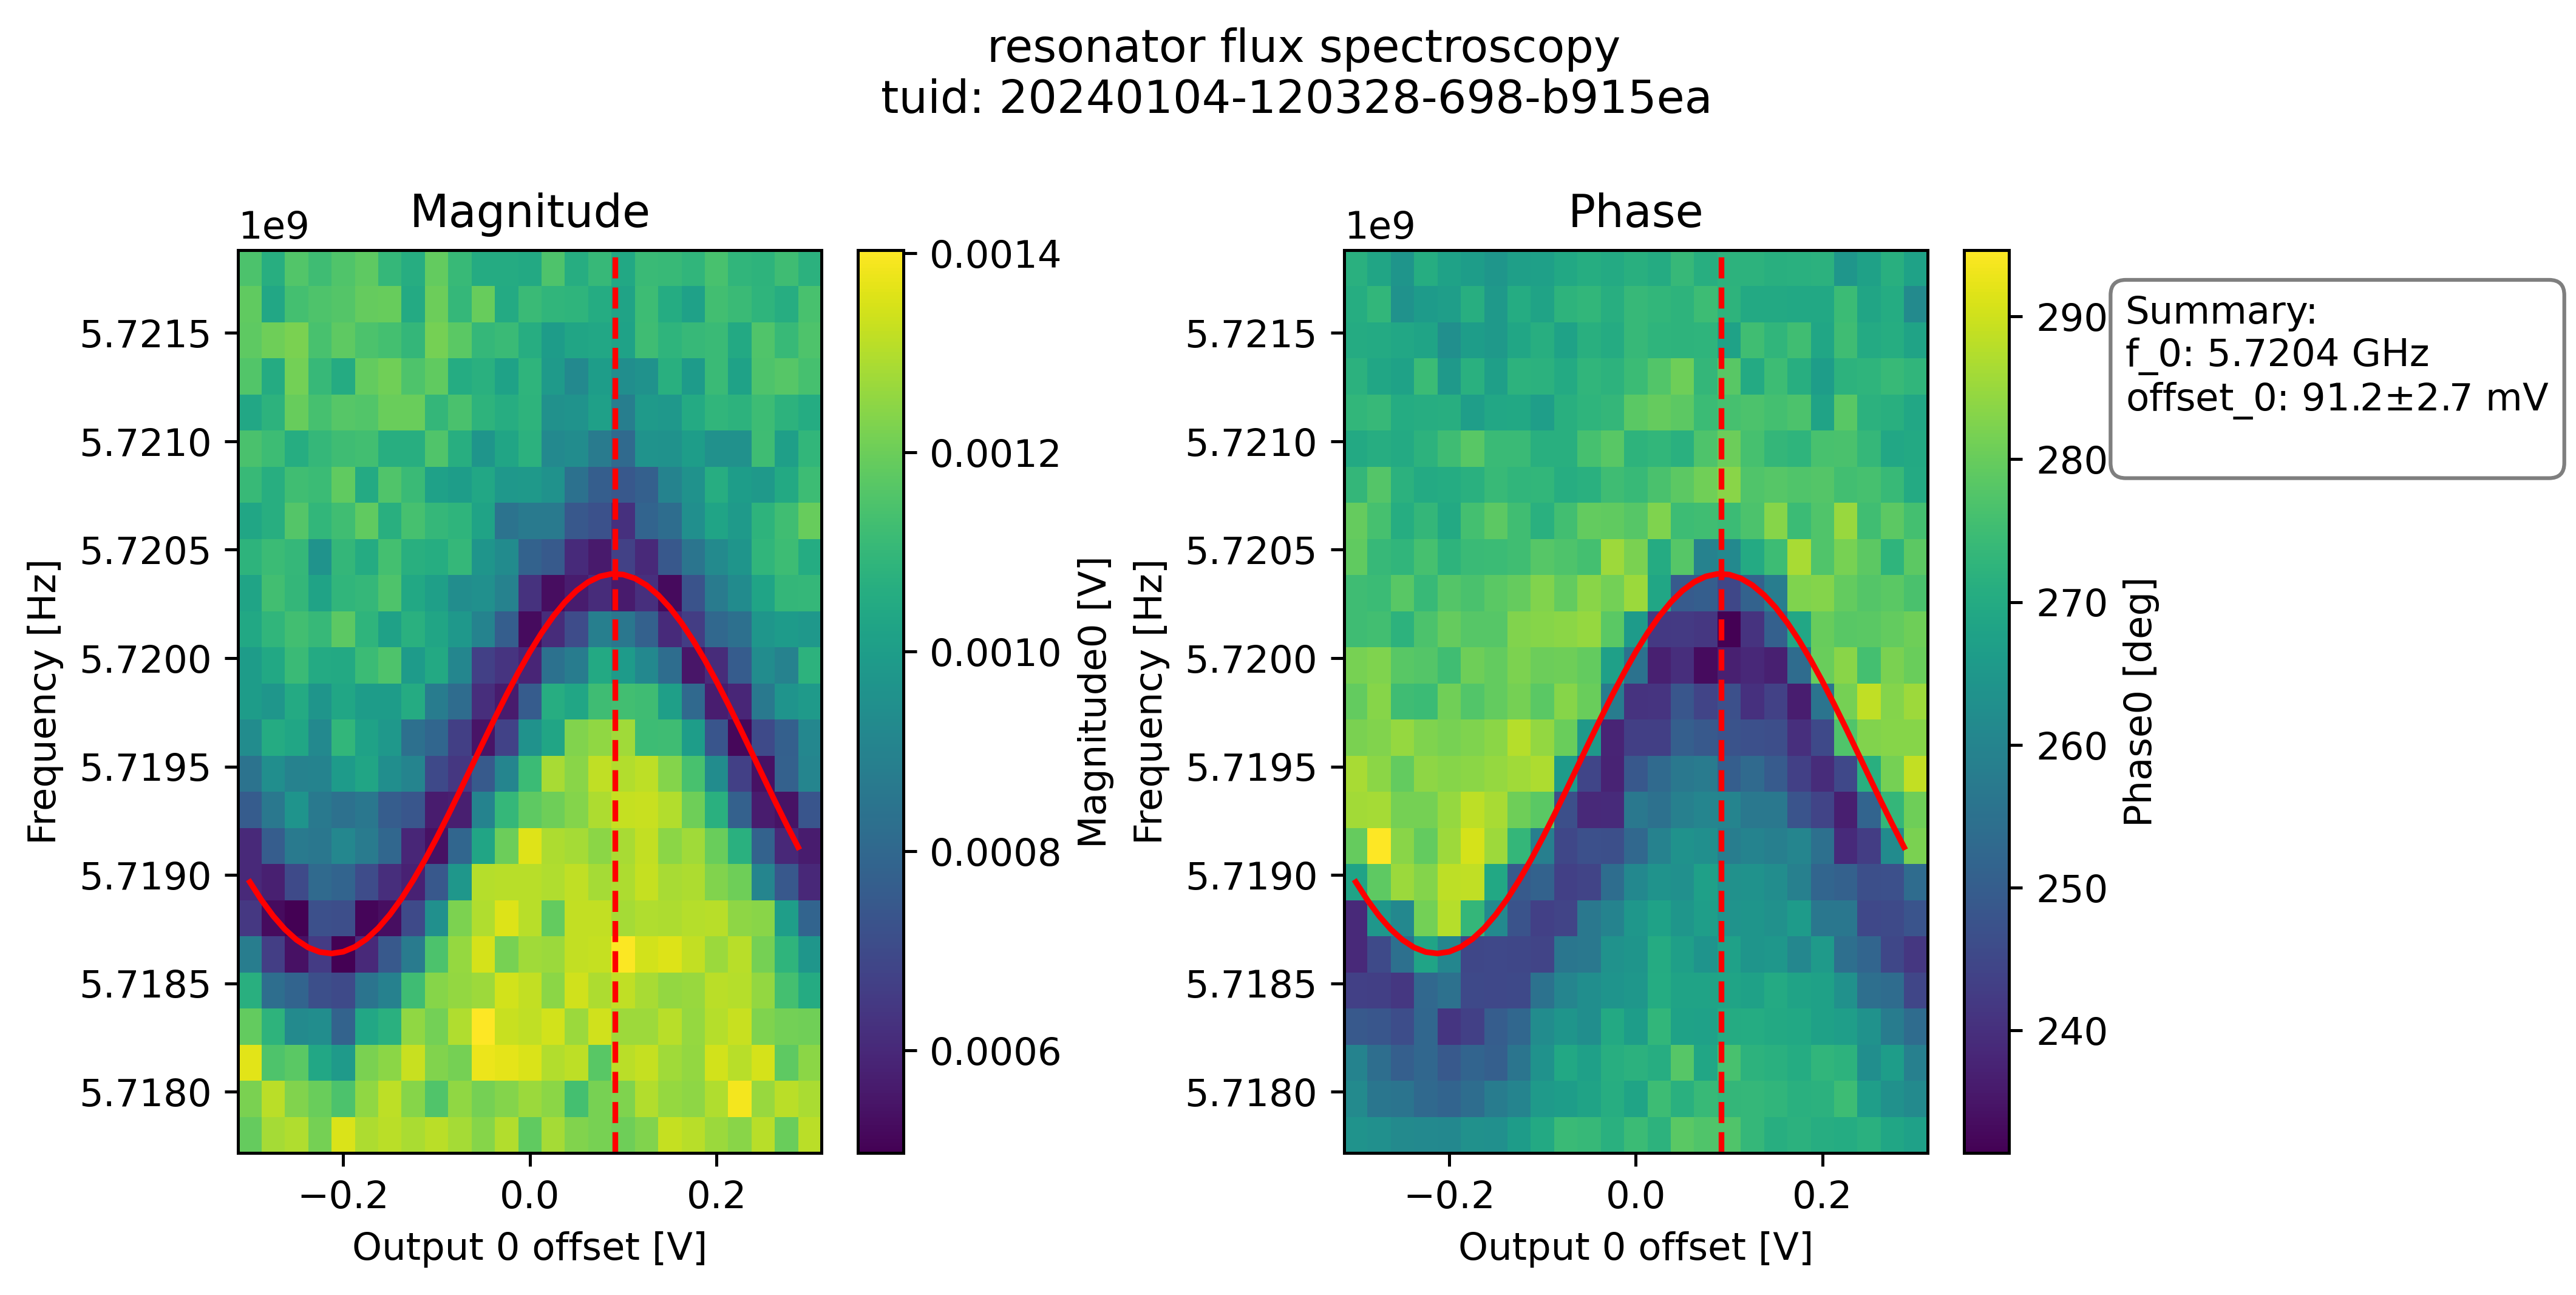 resonator flux spectroscopy
tuid: 20240104-120328-698-b915ea
Magnitude
1e9
5.7215
5.7210
5.7205
5.7200
5.7195
5.7190
5.7185
5.7180
Frequency [Hz]
−0.2
0.0
0.2
Output 0 offset [V]
0.0014
0.0012
0.0010
0.0008
0.0006
Magnitude0 [V]
Phase
1e9
5.7215
5.7210
5.7205
5.7200
5.7195
5.7190
5.7185
5.7180
Frequency [Hz]
−0.2
0.0
0.2
Output 0 offset [V]
290
280
270
260
250
240
Phase0 [deg]
Summary:
f_0: 5.7204 GHz
offset_0: 91.2±2.7 mV